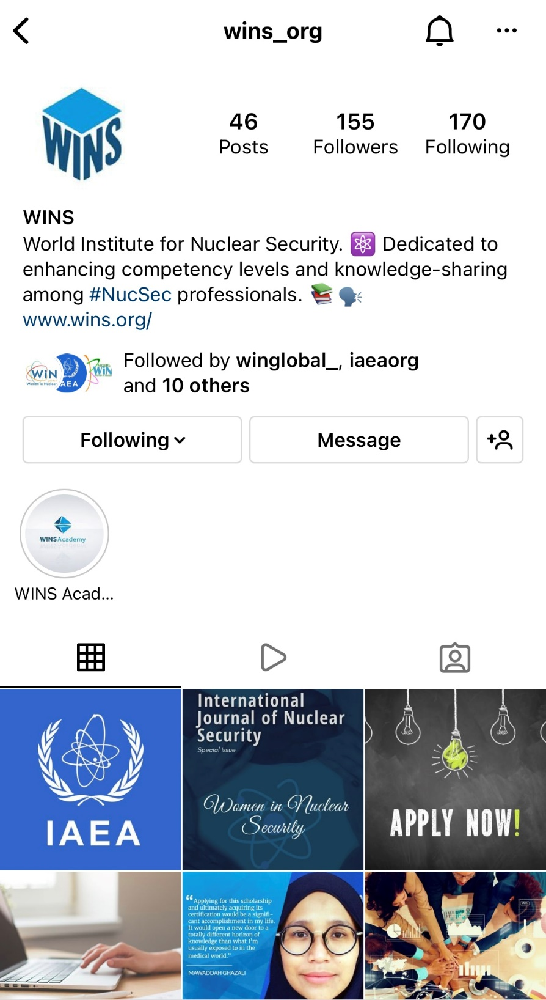 wins_org
WINS
46
Posts
155
Followers
170
Following
WINS
World Institute for Nuclear Security. ⚛️ Dedicated to
enhancing competency levels and knowledge-sharing
among #NucSec professionals. 📚 🗣️
www.wins.org/
WiN
Women in Nuclear
IAEA
WiN
Followed by winglobal_, iaeaorg
and 10 others
Following
Message
WINS Academy
WINS Acad...
IAEA
International
Journal of Nuclear
Security
Special Issue
Women in Nuclear
Security
APPLY NOW!
“Applying for this scholarship
and ultimately acquiring its
certification would be a signifi-
cant accomplishment in my life.
It would open a new door to a
totally different horizon of
knowledge than what I'm
usually exposed to in the
medical world.”
MAWADDAH GHAZALI